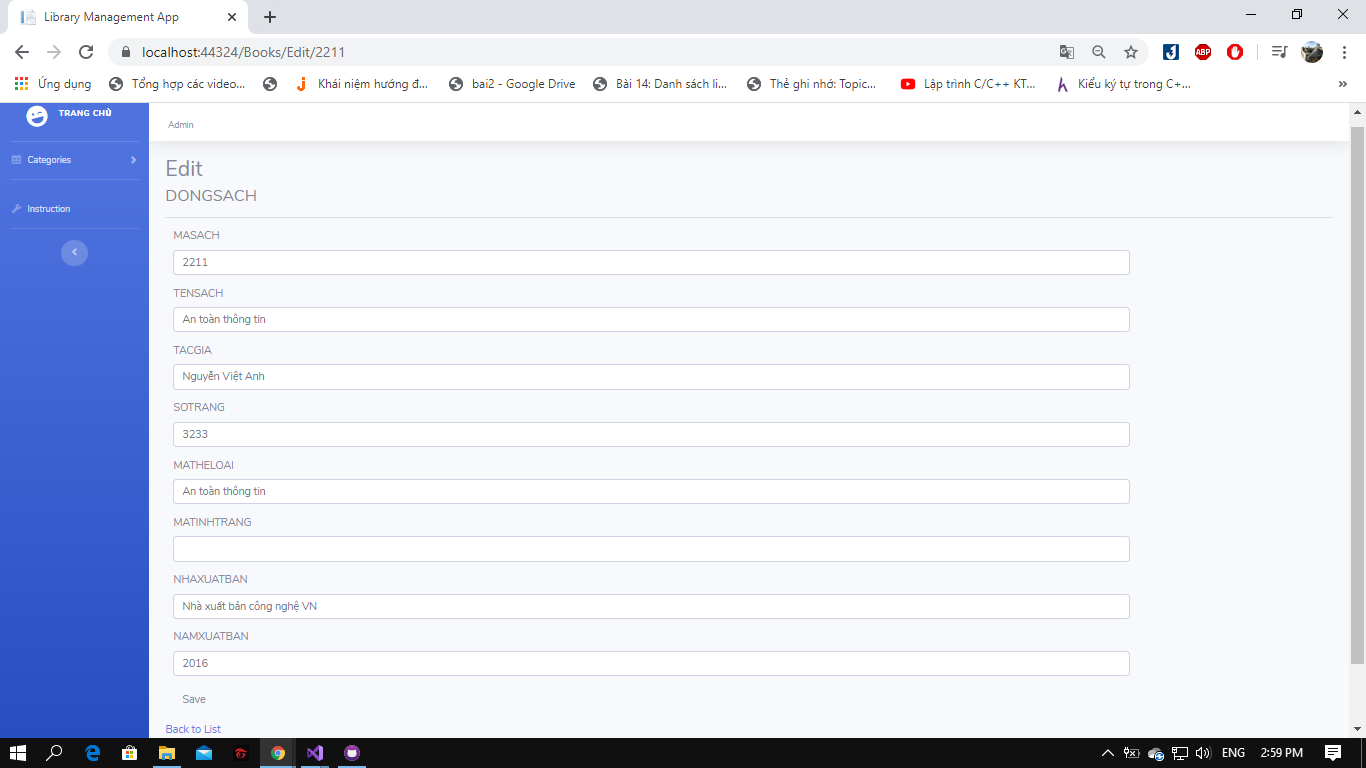 Library Management App
localhost:44324/Books/Edit/2211
Ứng dụng
Tổng hợp các video...
Khái niệm hướng đ...
bai2 - Google Drive
Bài 14: Danh sách li...
Thẻ ghi nhớ: Topic...
Lập trình C/C++ KT...
Kiểu ký tự trong C+...
»
ABP
TRANG CHỦ
Categories
Instruction
Admin
Edit
DONGSACH
MASACH
2211
TENSACH
An toàn thông tin
TACGIA
Nguyễn Việt Anh
SOTRANG
3233
MATHELOAI
An toàn thông tin
MATINHTRANG
NHAXUATBAN
Nhà xuất bản công nghệ VN
NAMXUATBAN
2016
Save
Back to List
ENG
2:59 PM